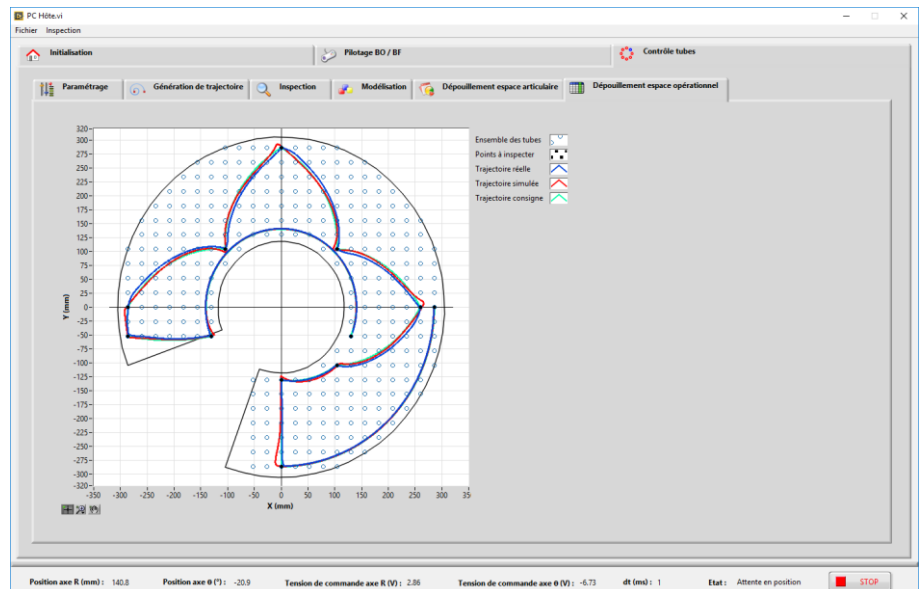 PC Hôte.vi
Fichier Inspection
Initialisation Pilotage BO / BF Contrôle tubes
Paramétrage Génération de trajectoire Inspection Modélisation Dépouillement espace articulaire Dépouillement espace opérationnel
Ensemble des tubes
Points à inspecter
Trajectoire réelle
Trajectoire simulée
Trajectoire consigne
Y (mm)
320
300
275
250
225
200
175
150
125
100
75
50
25
0
-25
-50
-75
-100
-125
-150
-175
-200
-225
-250
-275
-300
-320
-350 -300 -250 -200 -150 -100 -50 0 50 100 150 200 250 300 35
X (mm)
Position axe R (mm) : 140.8 Position axe θ (°) : -20.9 Tension de commande axe R (V) : 2.86 Tension de commande axe θ (V) : -6.73 dt (ms) : 1 Etat : Attente en position STOP